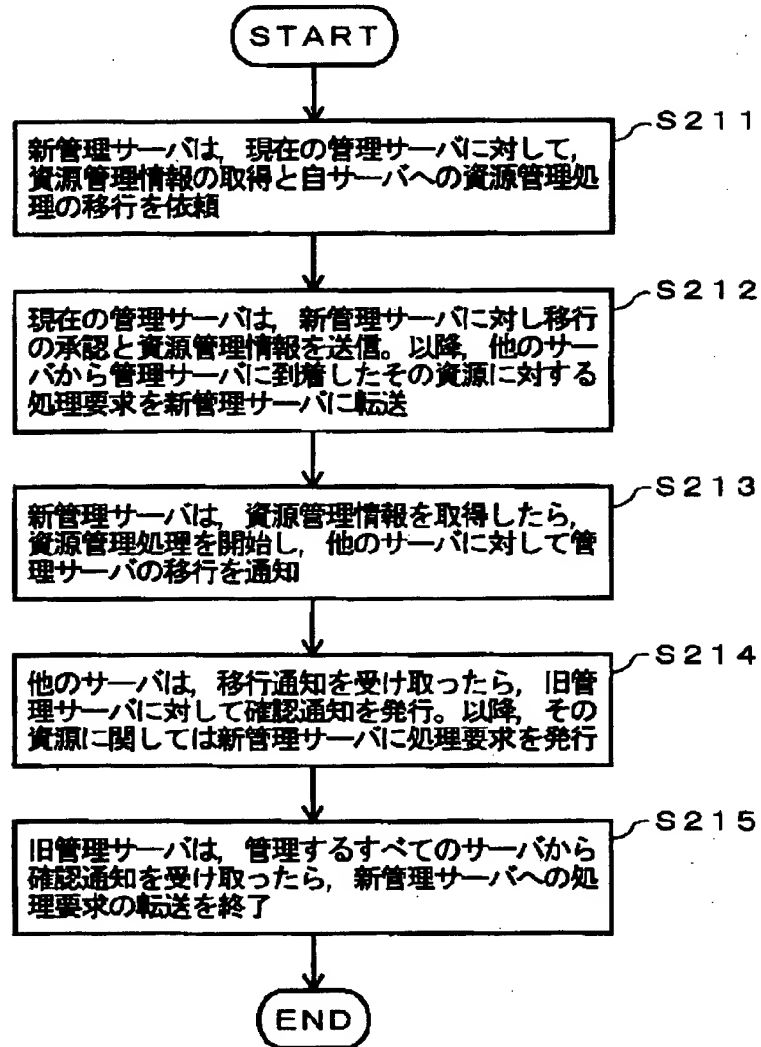 START
S211
新管理サーバは，現在の管理サーバに対して，
資源管理情報の取得と自サーバへの資源管理処
理の移行を依頼
S212
現在の管理サーバは，新管理サーバに対し移行
の承認と資源管理情報を送信。以降，他のサー
バから管理サーバに到着したその資源に対する
処理要求を新管理サーバに転送
S213
新管理サーバは，資源管理情報を取得したら，
資源管理処理を開始し，他のサーバに対して管
理サーバの移行を通知
S214
他のサーバは，移行通知を受け取ったら，旧管
理サーバに対して確認通知を発行。以降，その
資源に関しては新管理サーバに処理要求を発行
S215
旧管理サーバは，管理するすべてのサーバから
確認通知を受け取ったら，新管理サーバへの処
理要求の転送を終了
END